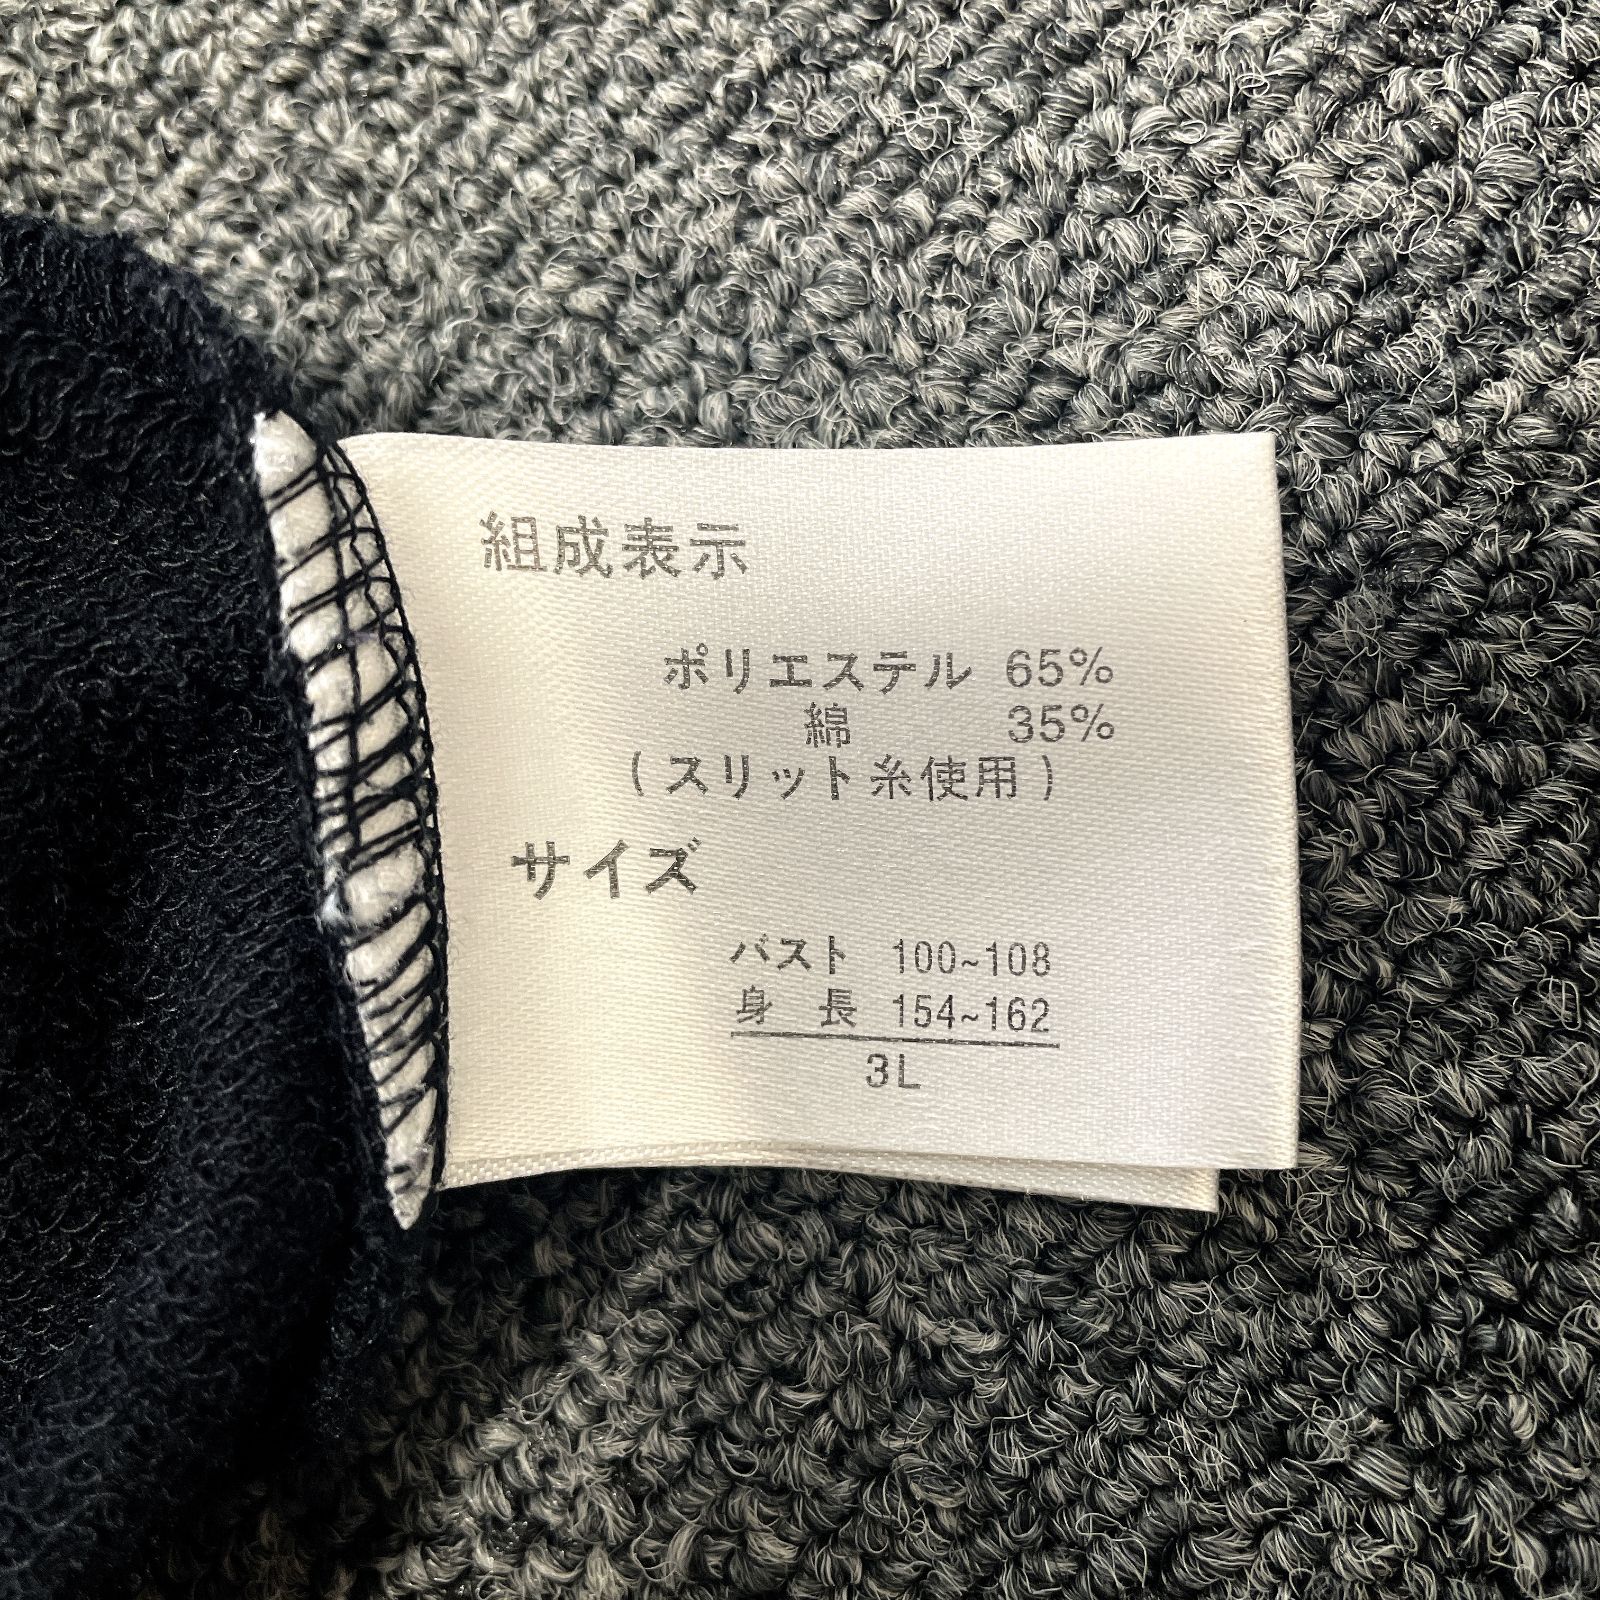 組成表示
ポリエステル 65%
綿 35%
(スリット糸使用)
サイズ
バスト 100~108
身 長 154~162
3L